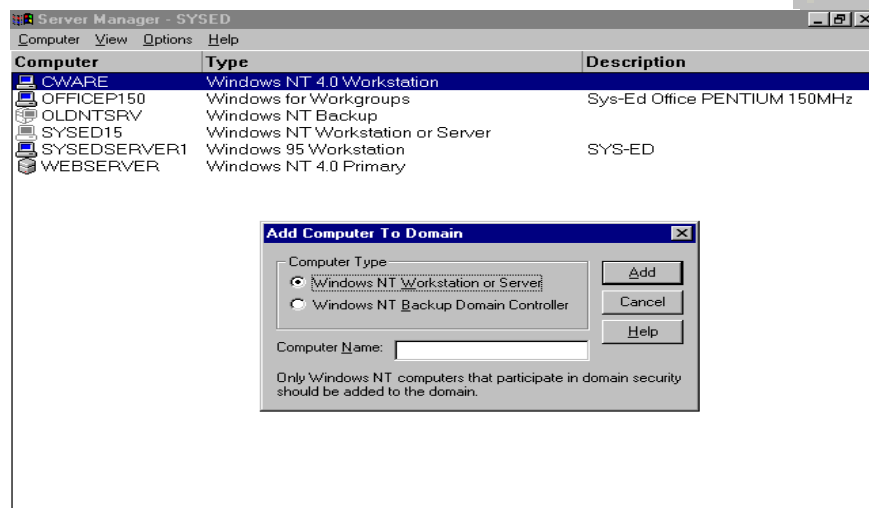 Server Manager - SYSED
Computer View Options Help
Computer Type Description
CWARE Windows NT 4.0 Workstation
OFFICEP150 Windows for Workgroups Sys-Ed Office PENTIUM 150MHz
OLDNTSRV Windows NT Backup
SYSED15 Windows NT Workstation or Server
SYSEDSERVER1 Windows 95 Workstation SYS-ED
WEBSERVER Windows NT 4.0 Primary
Add Computer To Domain
Computer Type
Windows NT Workstation or Server
Windows NT Backup Domain Controller
Add
Cancel
Help
Computer Name:
Only Windows NT computers that participate in domain security
should be added to the domain.